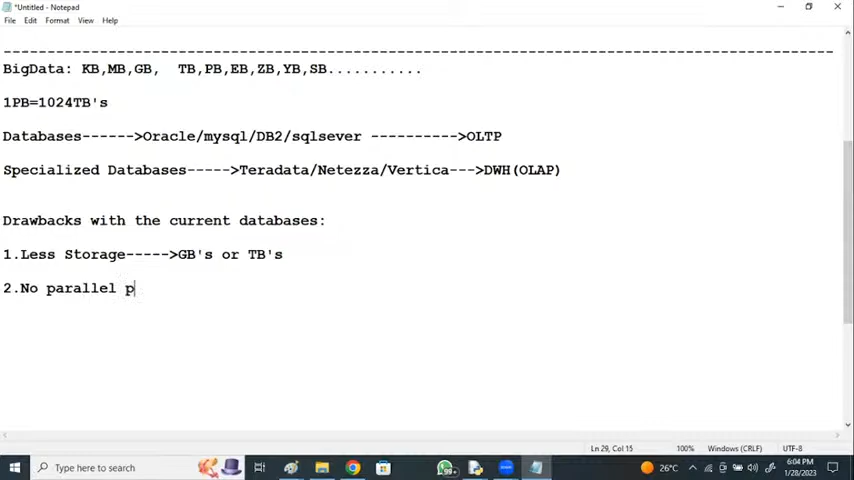 *Untitled - Notepad
File Edit Format View Help
--------------------------------------------------------------------------------------------------
BigData: KB,MB,GB, TB,PB,EB,ZB,YB,SB...........
1PB=1024TB's
Databases------>Oracle/mysql/DB2/sqlsever ---------->OLTP
Specialized Databases----->Teradata/Netezza/Vertica--->DWH(OLAP)
Drawbacks with the current databases:
1.Less Storage----->GB's or TB's
2.No parallel p
Ln 29, Col 15 100% Windows (CRLF) UTF-8
Type here to search
99+
26°C
6:04 PM
1/28/2023